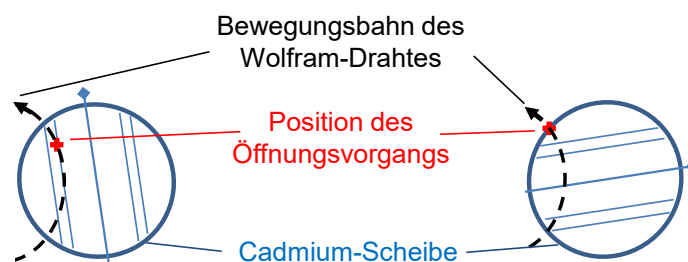 Bewegungsbahn des
Wolfram-Drahtes
Position des
Öffnungsvorgangs
Cadmium-Scheibe